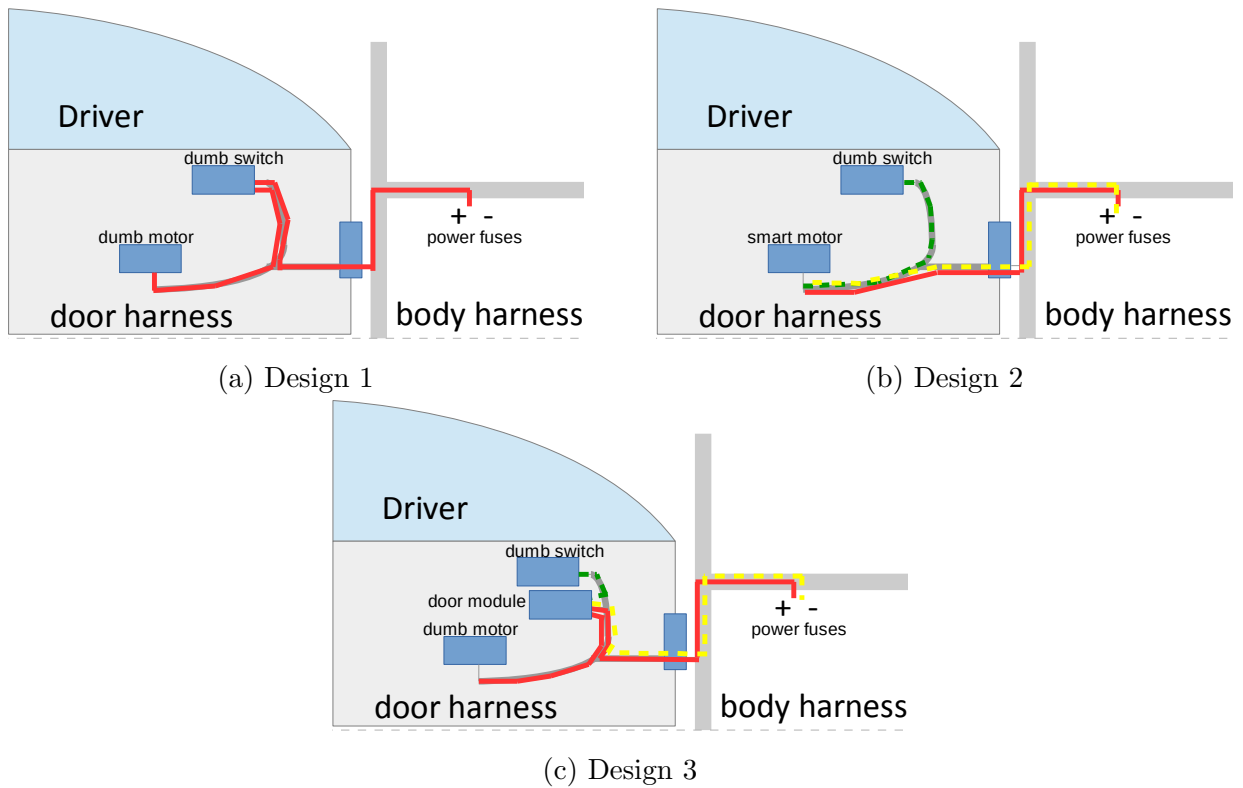 Driver
dumb switch
dumb motor
+ -
power fuses
door harness
body harness
(a) Design 1
Driver
dumb switch
smart motor
+ -
power fuses
door harness
body harness
(b) Design 2
Driver
dumb switch
door module
dumb motor
+ -
power fuses
door harness
body harness
(c) Design 3